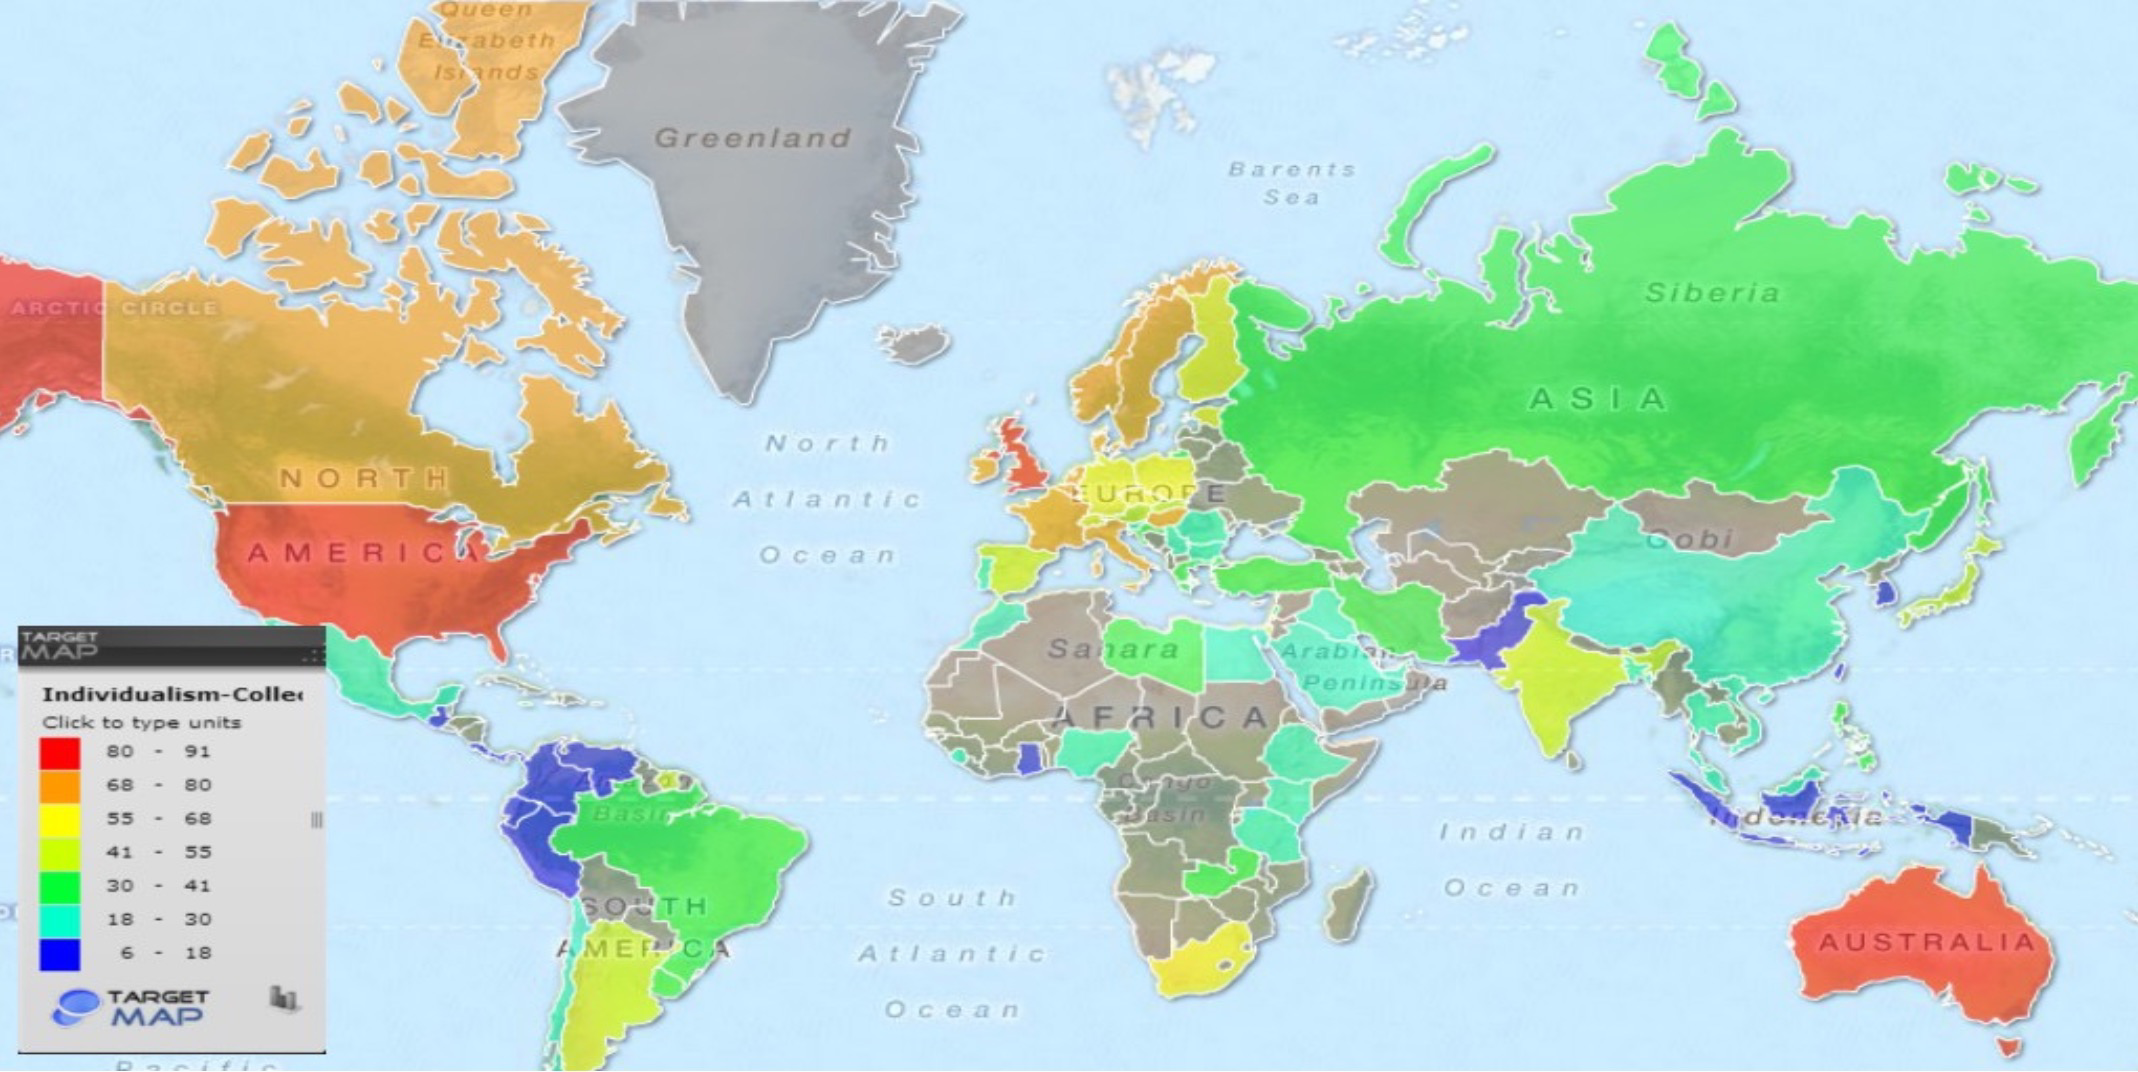 Queen
Elizabeth
Islands
Greenland
Barents
Sea
ARCTIC CIRCLE
Siberia
ASIA
North
Atlantic
Ocean
NORTH
AMERICA
EUROPE
Gobi
Sahara
Arabian
Peninsula
AFRICA
Congo
Basin
Basin
Indian
Ocean
Indonesia
SOUTH
AMERICA
South
Atlantic
Ocean
AUSTRALIA
Pacific
TARGET
MAP
Individualism-Collec
Click to type units
80 - 91
68 - 80
55 - 68
41 - 55
30 - 41
18 - 30
6 - 18
TARGET
MAP